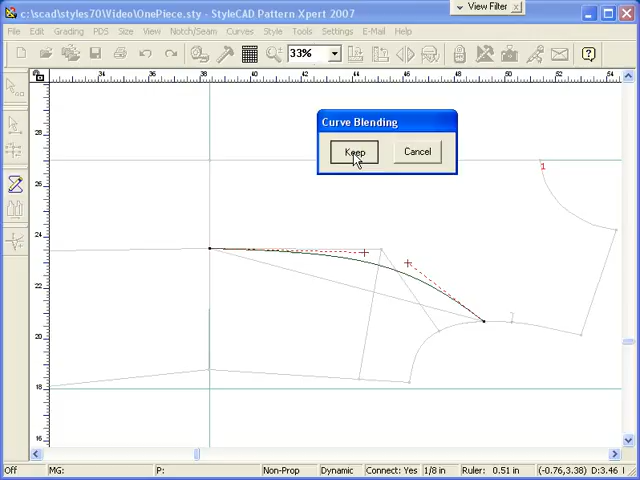 c:\scad\styles70\Video\OnePiece.sty - StyleCAD Pattern Xpert 2007
View Filter x
File Edit Grading PDS Size View Notch/Seam Curves Style Tools Settings E-Mail Help
33%
34 36 38 40 42 44 46 48 50 52 54
28
26
24
22
20
18
16
Curve Blending
Keep Cancel
1
Off MG: P: Non-Prop Dynamic Connect: Yes 1/8 in Ruler: 0.51 in (-0.76,3.38) D:3.46